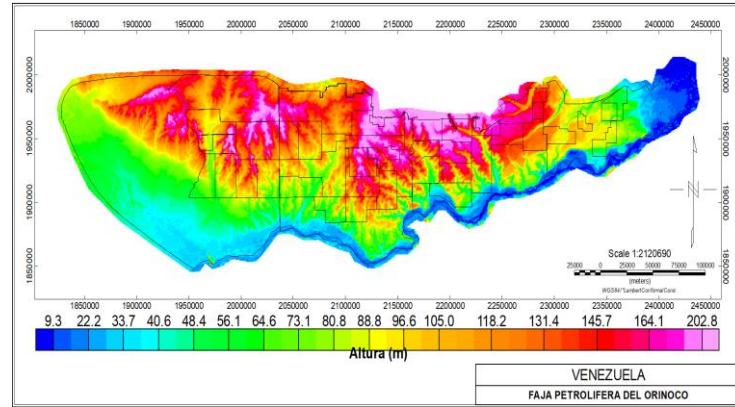 1850000 1900000 1950000 2000000 2050000 2100000 2150000 2200000 2250000 2300000 2350000 2400000 2450000
2000000 2000000
1950000 1950000
1900000 1900000
1850000 1850000
N
Scale 1:2120690
25000 0 25000 50000 75000 100000
(meters)
1850000 1900000 1950000 2000000 2050000 2100000 2150000 2200000 2250000 2300000 2350000 2400000 2450000
9.3 22.2 33.7 40.6 48.4 56.1 64.6 73.1 80.8 88.8 96.6 105.0 118.2 131.4 145.7 164.1 202.8
Altura (m)
VENEZUELA
FAJA PETROLIFERA DEL ORINOCO